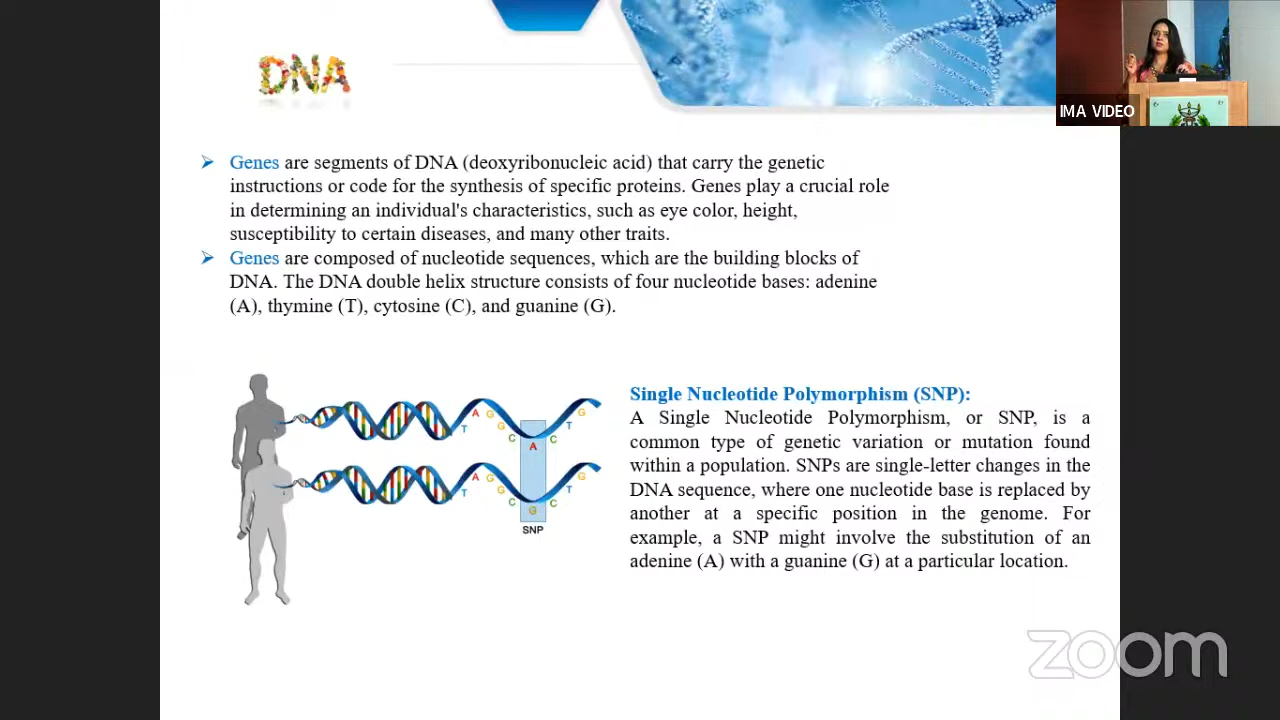 DNA
IMA VIDEO
Genes are segments of DNA (deoxyribonucleic acid) that carry the genetic
instructions or code for the synthesis of specific proteins. Genes play a crucial role
in determining an individual's characteristics, such as eye color, height,
susceptibility to certain diseases, and many other traits.
Genes are composed of nucleotide sequences, which are the building blocks of
DNA. The DNA double helix structure consists of four nucleotide bases: adenine
(A), thymine (T), cytosine (C), and guanine (G).
T A G G C A C T G
T A G G C G C T G
SNP
Single Nucleotide Polymorphism (SNP):
A Single Nucleotide Polymorphism, or SNP, is a
common type of genetic variation or mutation found
within a population. SNPs are single-letter changes in the
DNA sequence, where one nucleotide base is replaced by
another at a specific position in the genome. For
example, a SNP might involve the substitution of an
adenine (A) with a guanine (G) at a particular location.
zoom